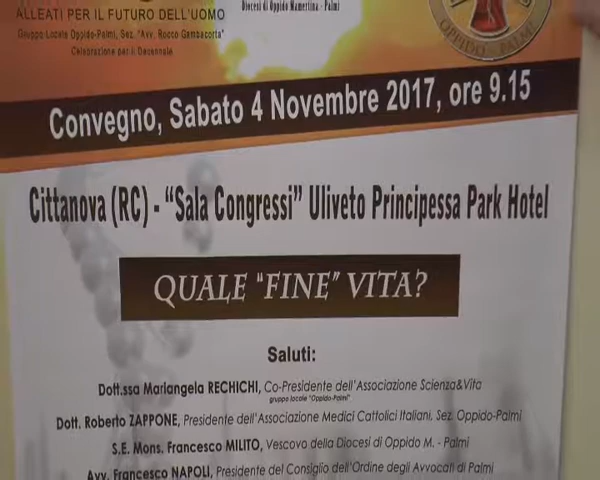 ALLEATI PER IL FUTURO DELL'UOMO
Gruppo Locale Oppido-Palmi, Sez. "Avv. Rocco Gambacorta"
Celebrazione per il Decennale
Diocesi di Oppido Mamertina - Palmi
OPPIDO - PALMI
Convegno, Sabato 4 Novembre 2017, ore 9.15
Cittanova (RC) - "Sala Congressi" Uliveto Principessa Park Hotel
QUALE "FINE" VITA?
Saluti:
Dott.ssa Mariangela RECHICHI, Co-Presidente dell'Associazione Scienza&Vita
gruppo locale "Oppido-Palmi"
Dott. Roberto ZAPPONE, Presidente dell'Associazione Medici Cattolici Italiani, Sez. Oppido-Palmi
S.E. Mons. Francesco MILITO, Vescovo della Diocesi di Oppido M. - Palmi
Avv. Francesco NAPOLI, Presidente del Consiglio dell'Ordine degli Avvocati di Palmi